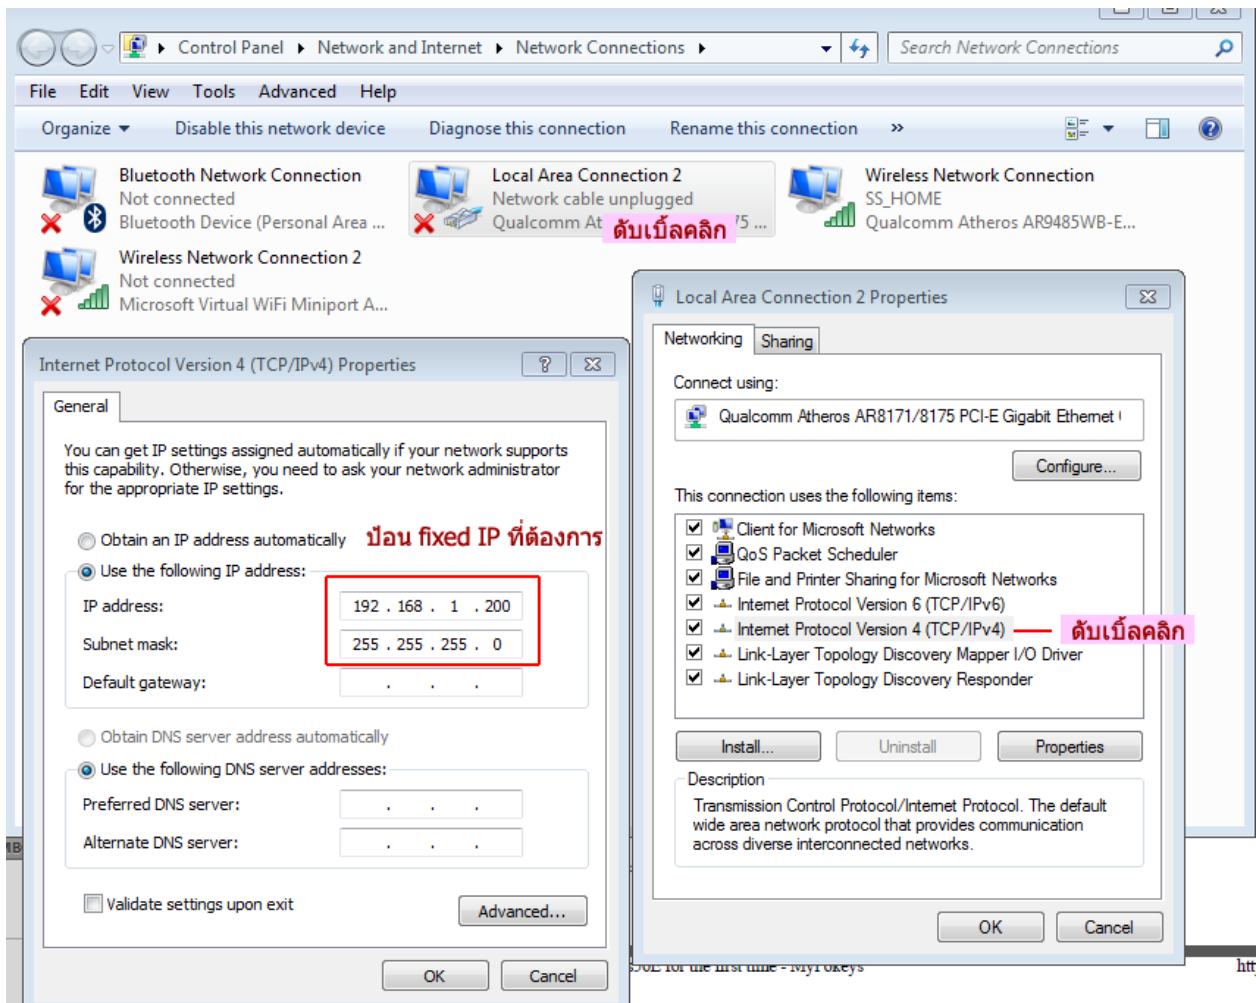 Control Panel Network and Internet Network Connections Search Network Connections
File Edit View Tools Advanced Help
Organize Disable this network device Diagnose this connection Rename this connection »
Bluetooth Network Connection
Not connected
Bluetooth Device (Personal Area ...
Local Area Connection 2
Network cable unplugged
Qualcomm At 75 ...
ดับเบิ้ลคลิก
Wireless Network Connection
SS_HOME
Qualcomm Atheros AR9485WB-E...
Wireless Network Connection 2
Not connected
Microsoft Virtual WiFi Miniport A...
Internet Protocol Version 4 (TCP/IPv4) Properties
General
You can get IP settings assigned automatically if your network supports
this capability. Otherwise, you need to ask your network administrator
for the appropriate IP settings.
Obtain an IP address automatically
ป้อน fixed IP ที่ต้องการ
Use the following IP address:
IP address: 192 . 168 . 1 . 200
Subnet mask: 255 . 255 . 255 . 0
Default gateway: . . .
Obtain DNS server address automatically
Use the following DNS server addresses:
Preferred DNS server: . . .
Alternate DNS server: . . .
Validate settings upon exit
Advanced...
OK Cancel
Local Area Connection 2 Properties
Networking Sharing
Connect using:
Qualcomm Atheros AR8171/8175 PCI-E Gigabit Ethernet
Configure...
This connection uses the following items:
Client for Microsoft Networks
QoS Packet Scheduler
File and Printer Sharing for Microsoft Networks
Internet Protocol Version 6 (TCP/IPv6)
Internet Protocol Version 4 (TCP/IPv4)
ดับเบิ้ลคลิก
Link-Layer Topology Discovery Mapper I/O Driver
Link-Layer Topology Discovery Responder
Install... Uninstall Properties
Description
Transmission Control Protocol/Internet Protocol. The default
wide area network protocol that provides communication
across diverse interconnected networks.
OK Cancel
for the first time - MyPokeys